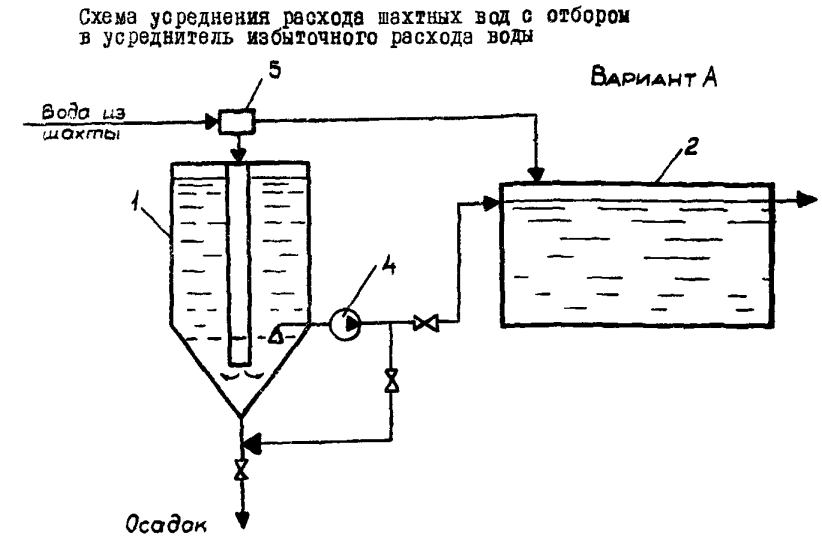 Схема усреднения расхода шахтных вод с отбором
в усреднитель избыточного расхода воды
5
Вариант А
Вода из
шахты
2
1
4
Осадок